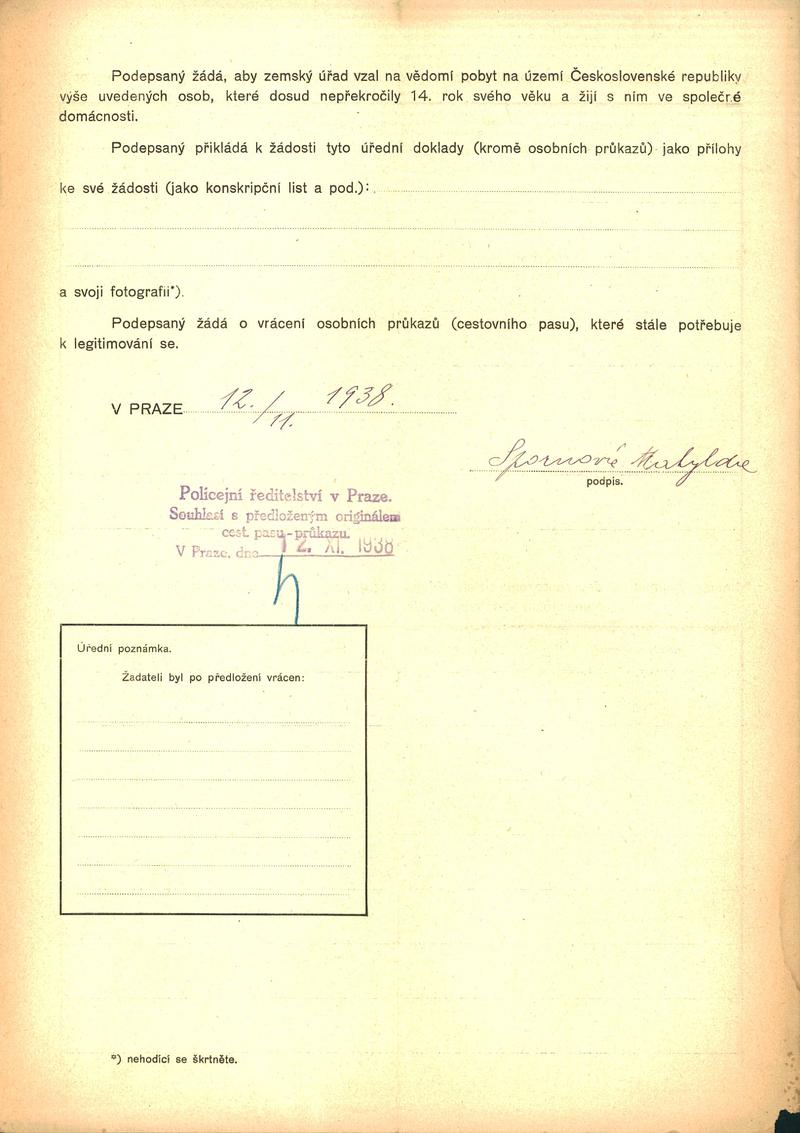 Podepsaný žádá, aby zemský úřad vzal na vědomí pobyt na území Československé republiky
výše uvedených osob, které dosud nepřekročily 14. rok svého věku a žijí s ním ve společné
domácnosti.
Podepsaný přikládá k žádosti tyto úřední doklady (kromě osobních průkazů) jako přílohy
ke své žádosti (jako konskripční list a pod.):
a svoji fotografii*).
Podepsaný žádá o vrácení osobních průkazů (cestovního pasu), které stále potřebuje
k legitimování se.
V PRAZE 12./11. 1938.
Spornové Matylde
podpis.
Policejní ředitelství v Praze.
Souhlasí s předloženým originálem
cest. pasu-průkazu.
V Praze, dne 12. XI. 1938
Úřední poznámka.
Žadateli byl po předložení vrácen:
*) nehodící se škrtněte.